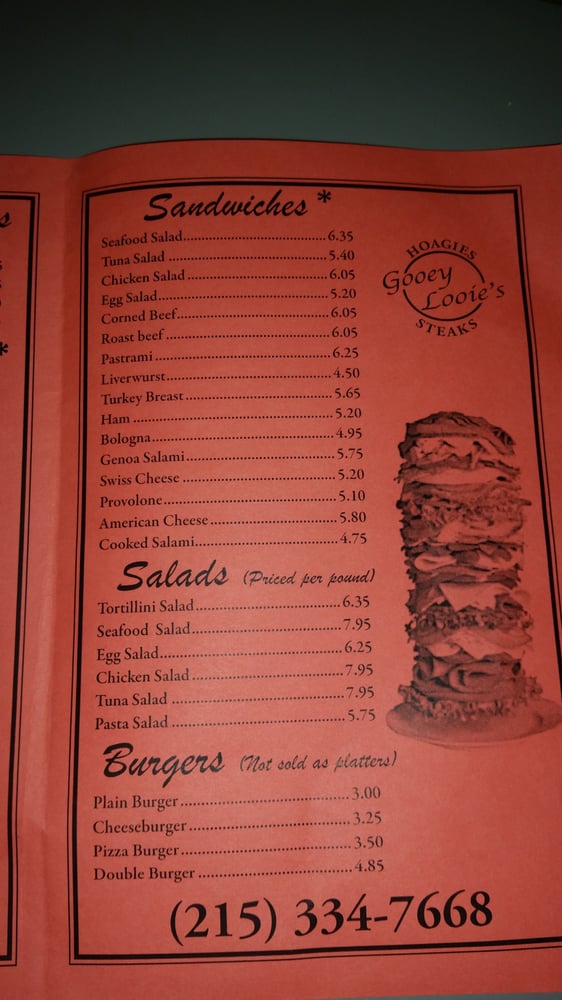 Sandwiches *
Seafood Salad 6.35
Tuna Salad 5.40
Chicken Salad 6.05
Egg Salad 5.20
Corned Beef 6.05
Roast beef 6.05
Pastrami 6.25
Liverwurst 4.50
Turkey Breast 5.65
Ham 5.20
Bologna 4.95
Genoa Salami 5.75
Swiss Cheese 5.20
Provolone 5.10
American Cheese 5.80
Cooked Salami 4.75
HOAGIES
Gooey
Looie's
STEAKS
Salads (Priced per pound)
Tortillini Salad 6.35
Seafood Salad 7.95
Egg Salad 6.25
Chicken Salad 7.95
Tuna Salad 7.95
Pasta Salad 5.75
Burgers (Not sold as platters)
Plain Burger 3.00
Cheeseburger 3.25
Pizza Burger 3.50
Double Burger 4.85
(215) 334-7668